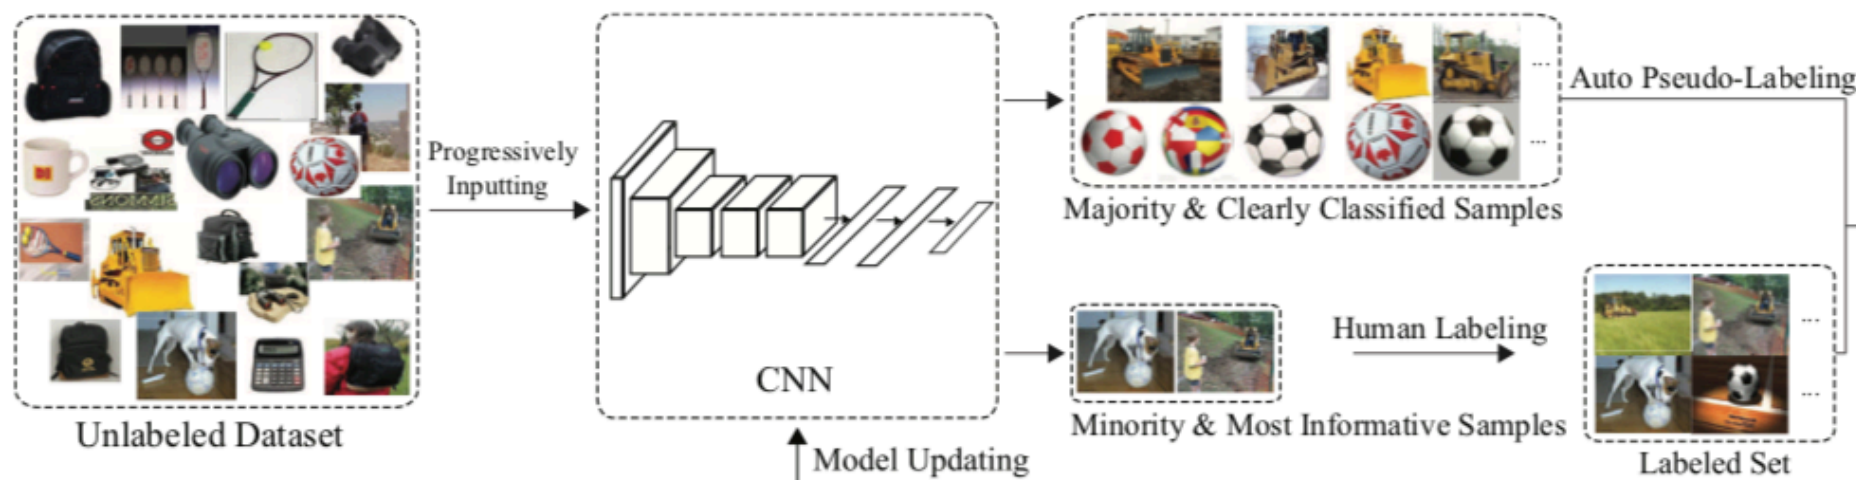 Unlabeled Dataset
Progressively
Inputting
CNN
Model Updating
...
...
Majority & Clearly Classified Samples
Auto Pseudo-Labeling
Minority & Most Informative Samples
Human Labeling
...
...
Labeled Set